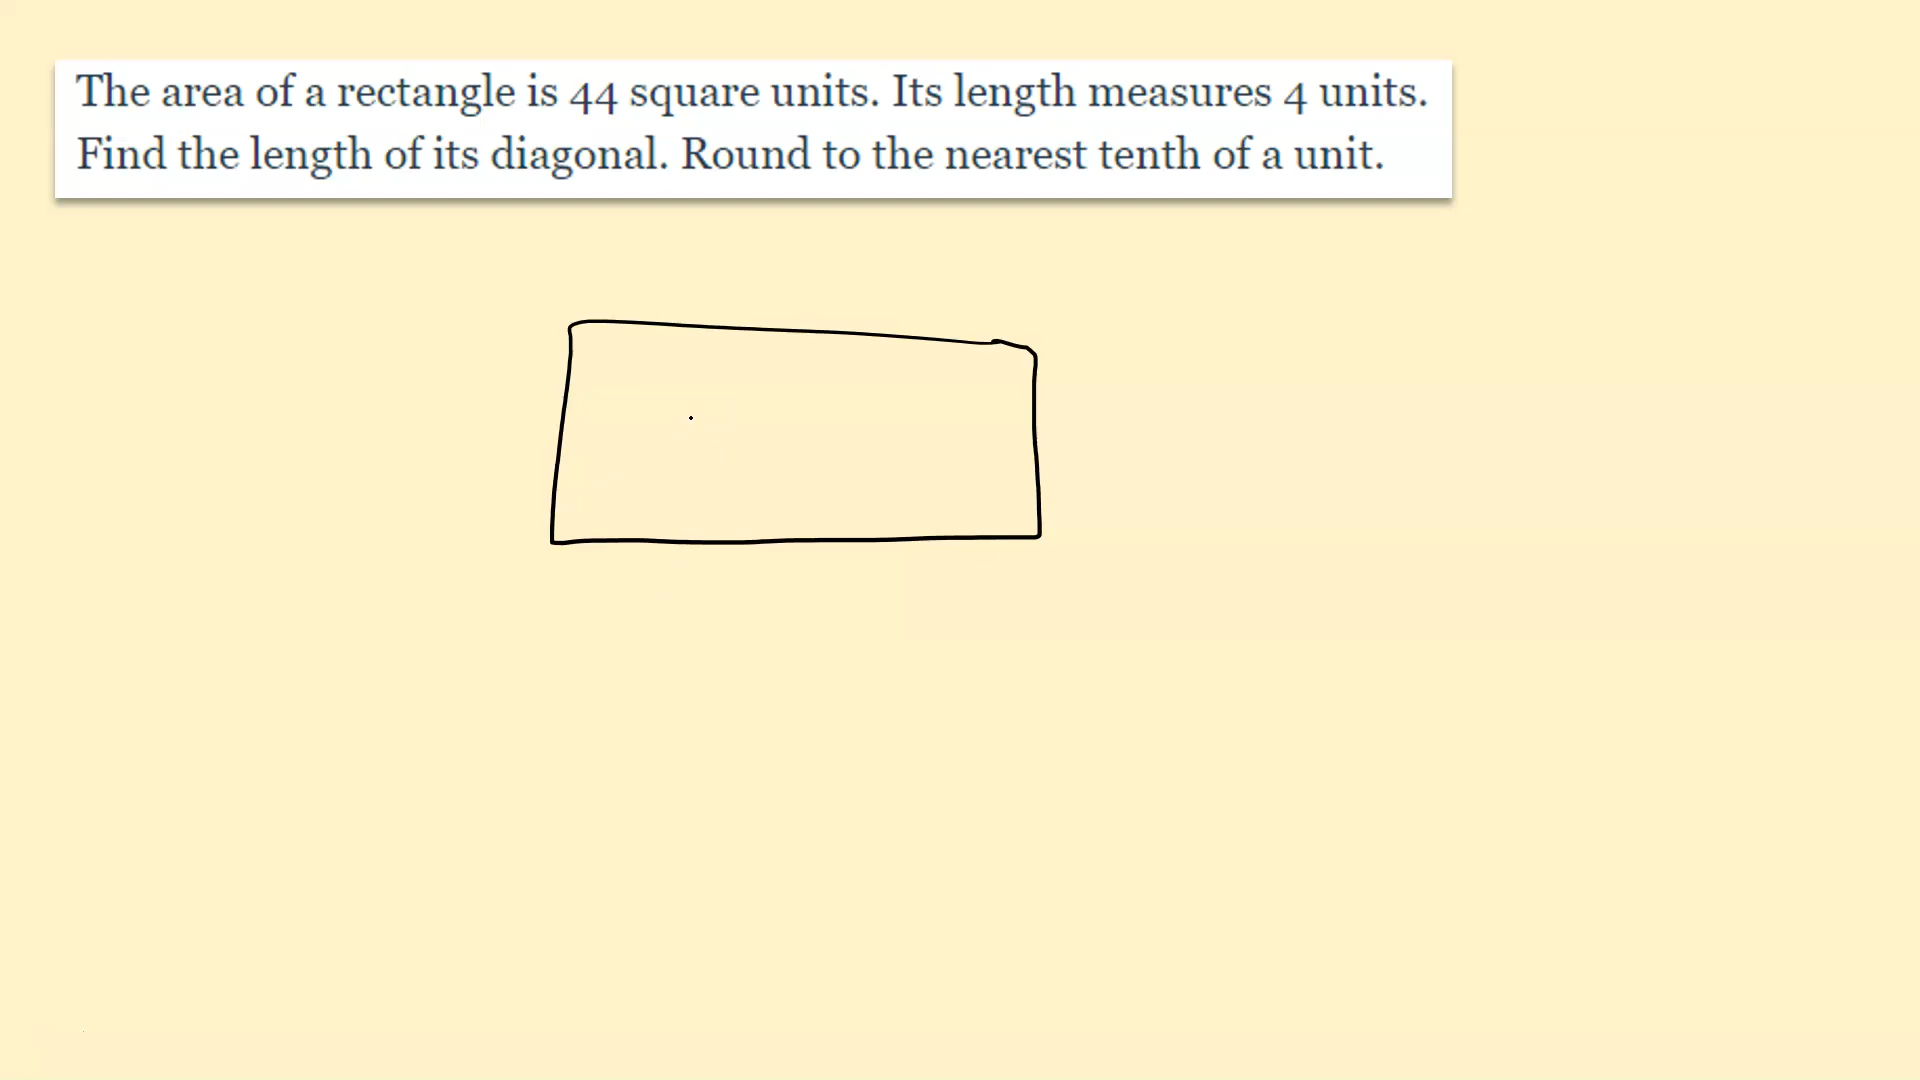 The area of a rectangle is 44 square units. Its length measures 4 units.
Find the length of its diagonal. Round to the nearest tenth of a unit.